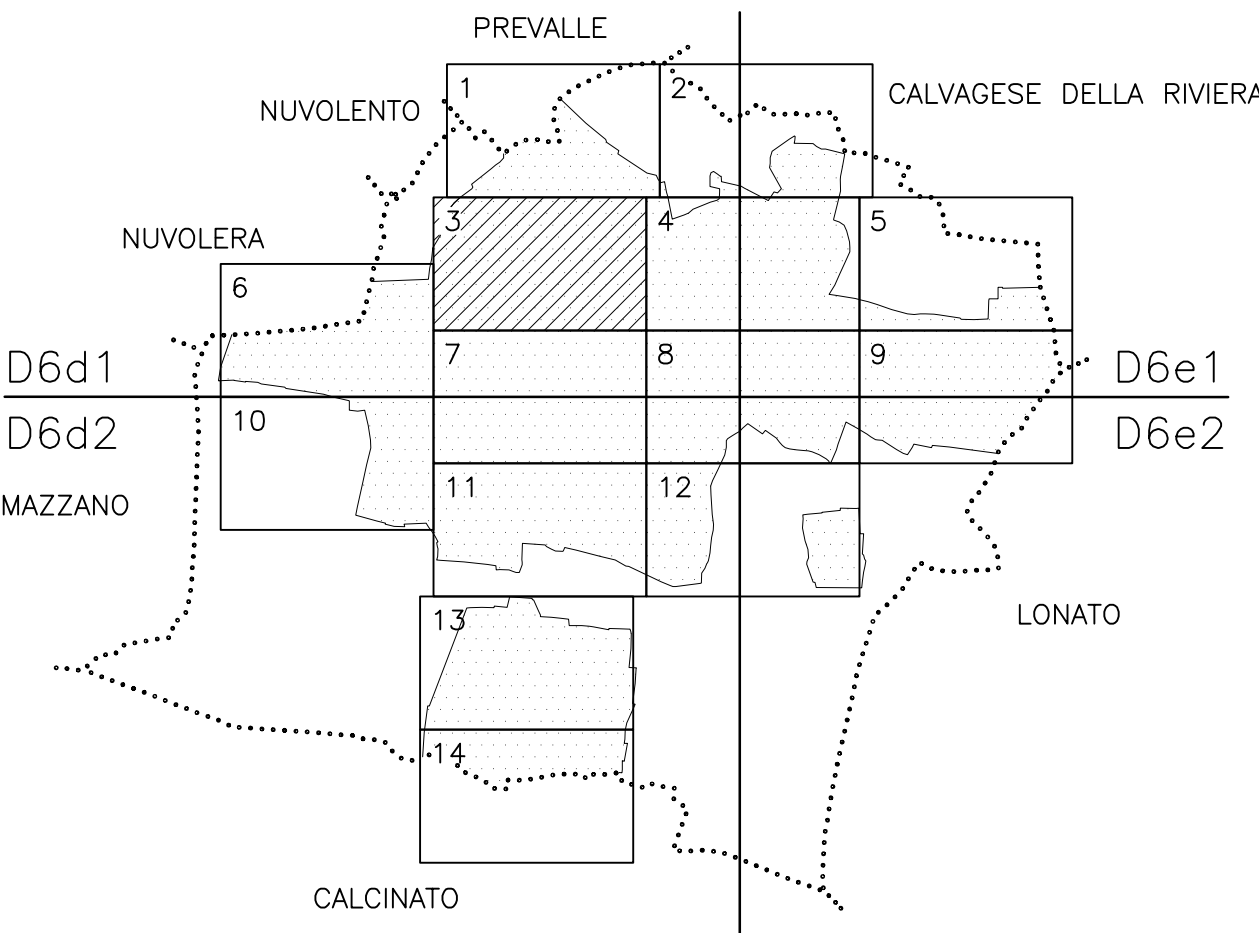 PREVALLE
1
2
CALVAGESE DELLA RIVIERA
NUVOLENTO
3
4
5
NUVOLERA
6
7
8
9
D6d1
D6e1
10
D6d2
D6e2
11
12
MAZZANO
13
LONATO
14
CALCINATO